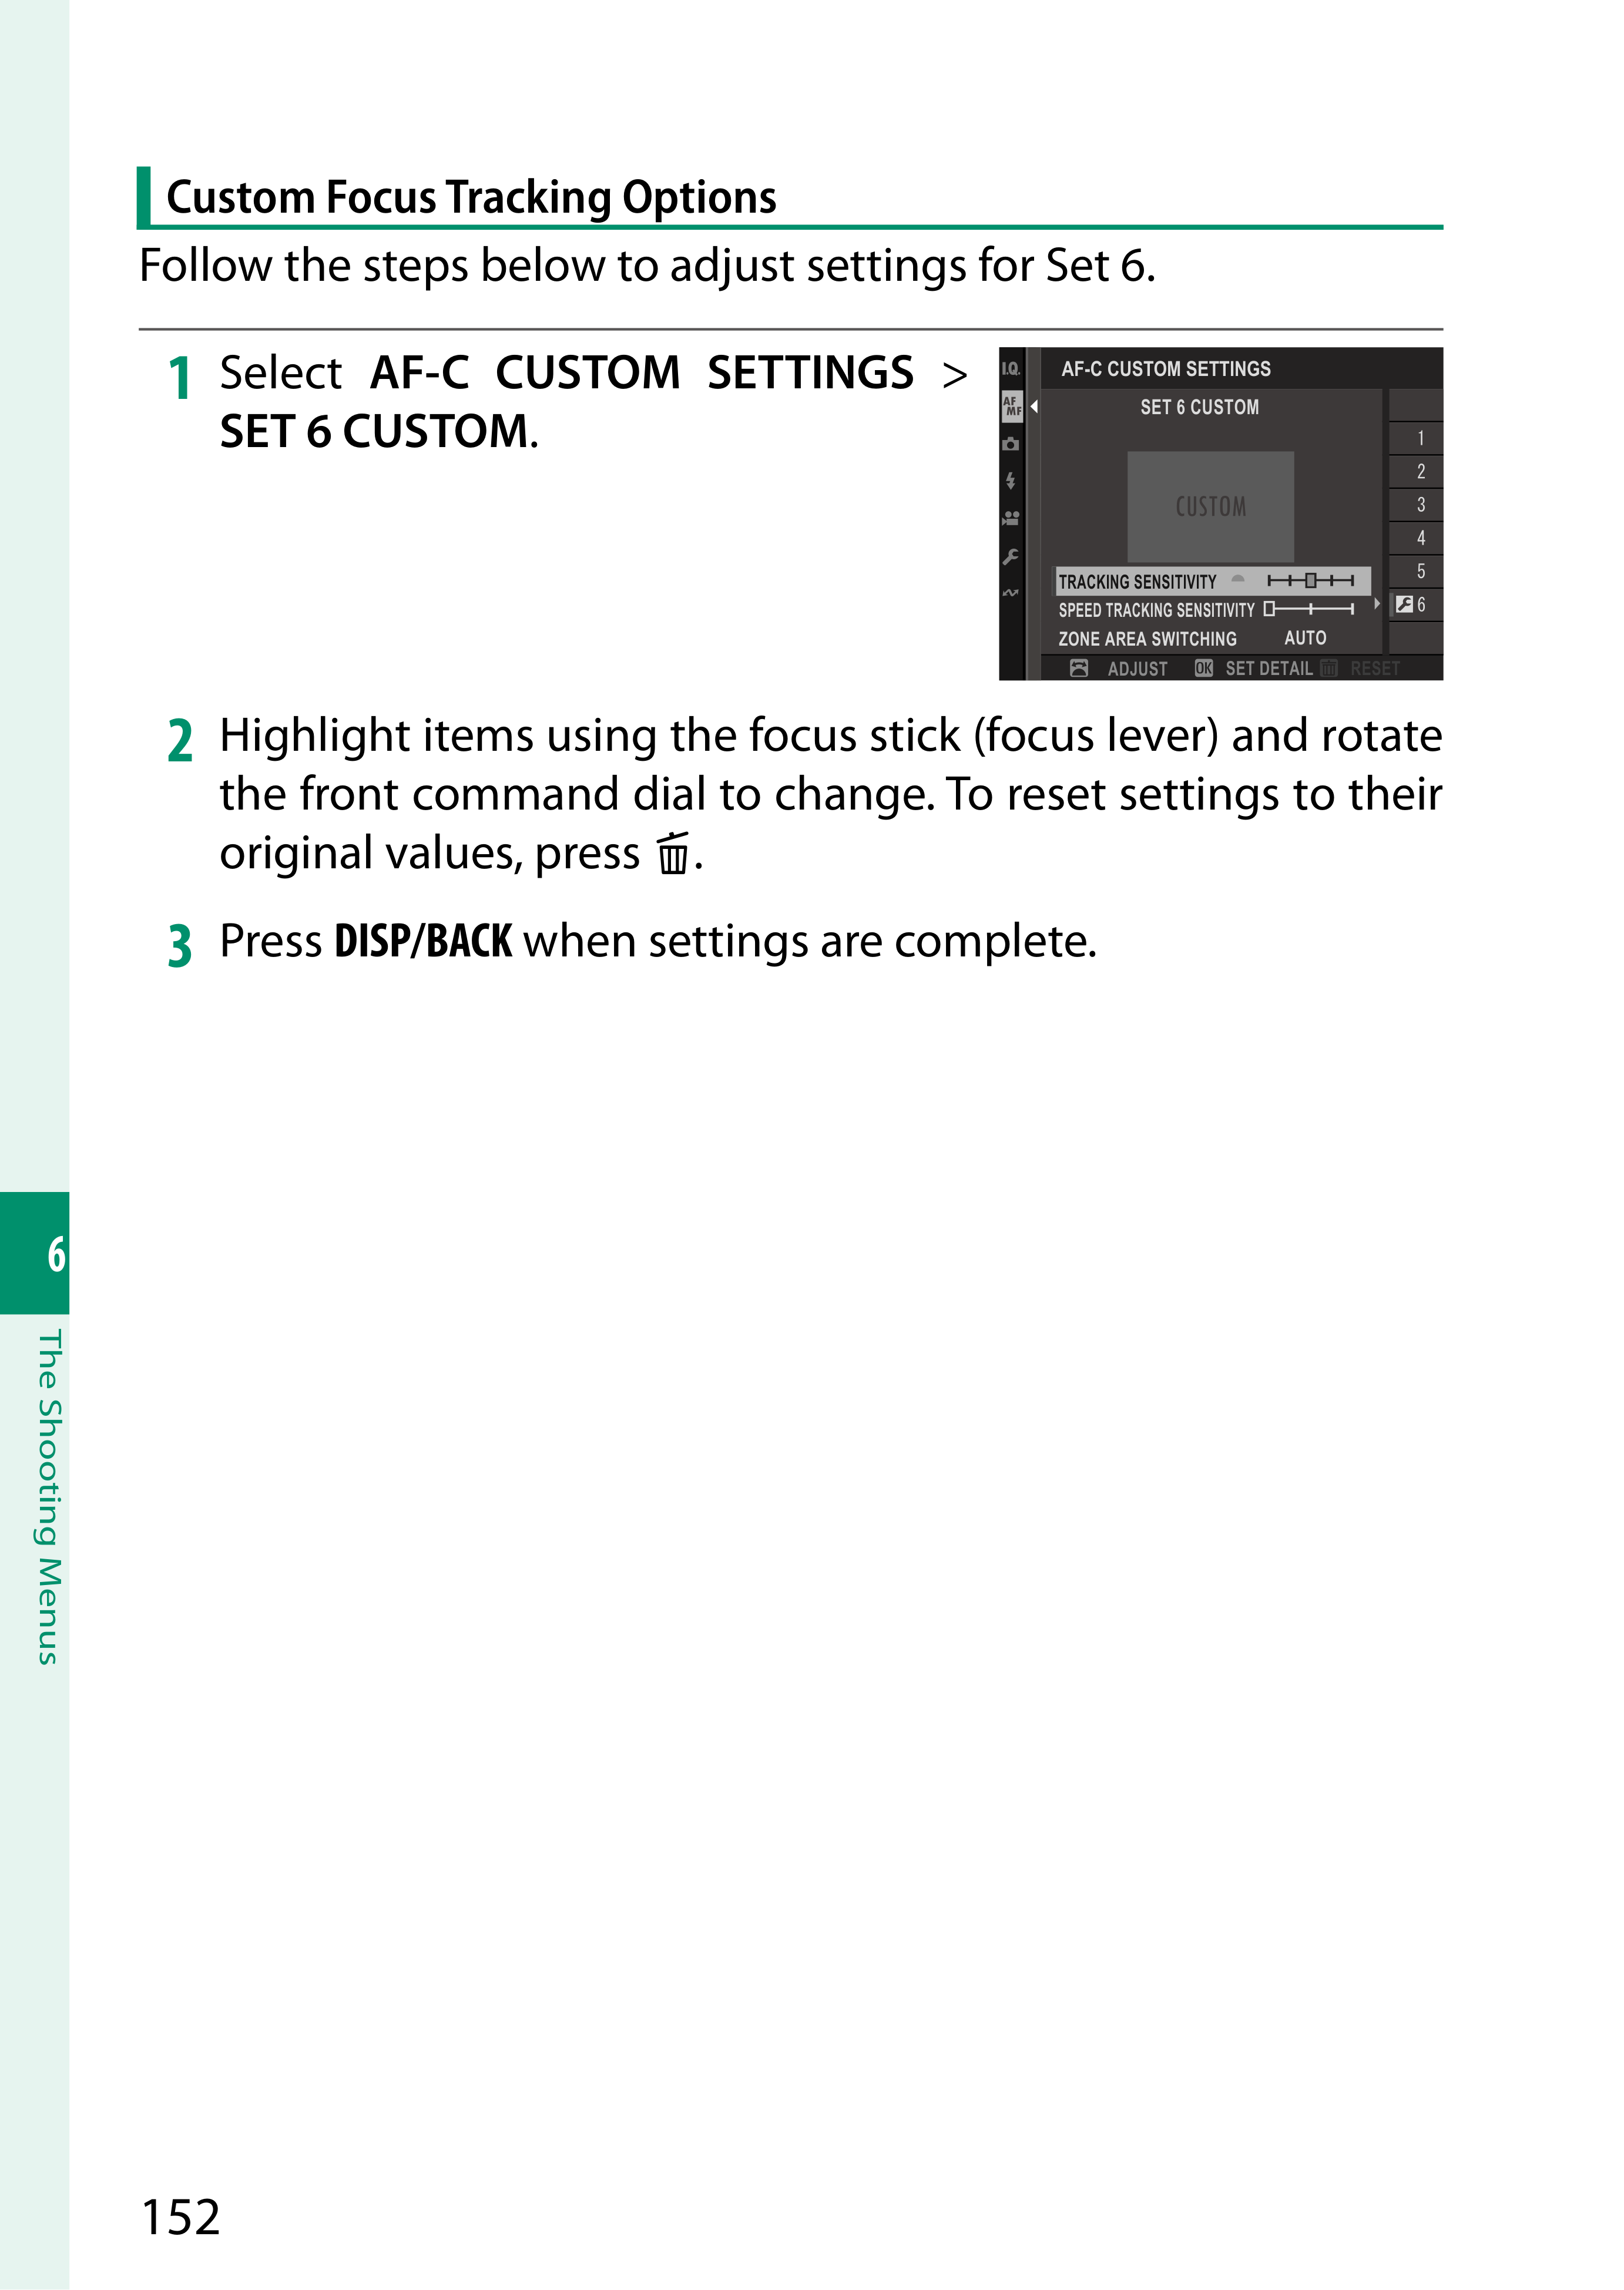 Custom Focus Tracking Options
Follow the steps below to adjust settings for Set 6.
1 Select AF-C CUSTOM SETTINGS >
SET 6 CUSTOM.
I.Q.
AF-C CUSTOM SETTINGS
AF
MF
SET 6 CUSTOM
CUSTOM
1
2
3
4
5
6
TRACKING SENSITIVITY
SPEED TRACKING SENSITIVITY
ZONE AREA SWITCHING AUTO
ADJUST OK SET DETAIL RESET
2 Highlight items using the focus stick (focus lever) and rotate
the front command dial to change. To reset settings to their
original values, press .
3 Press DISP/BACK when settings are complete.
6
The Shooting Menus
152